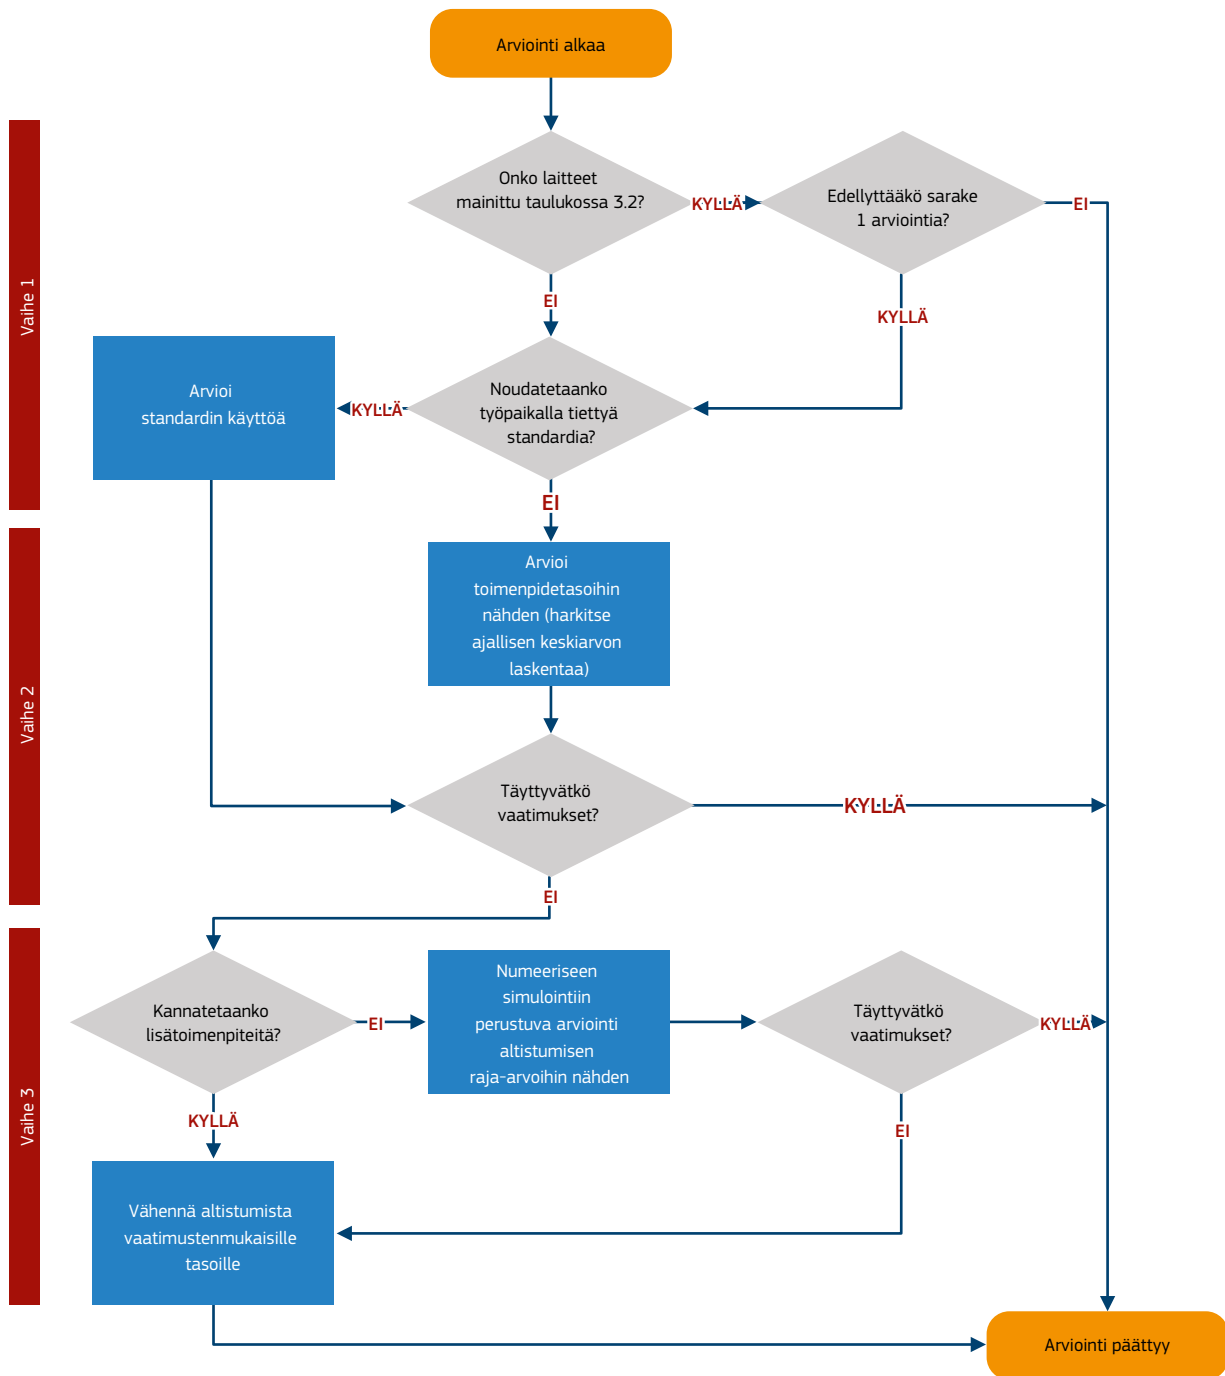 Arviointi alkaa
Vaihe 1
Onko laitteet
mainittu taulukossa 3.2?
KYLLÄ
Edellyttääkö sarake
1 arviointia?
EI
EI
KYLLÄ
Arvioi
standardin käyttöä
KYLLÄ
Noudatetaanko
työpaikalla tiettyä
standardia?
EI
Vaihe 2
Arvioi
toimenpidetasoihin
nähden (harkitse
ajallisen keskiarvon
laskentaa)
Täyttyvätkö
vaatimukset?
KYLLÄ
EI
Vaihe 3
Kannatetaanko
lisätoimenpiteitä?
EI
Numeeriseen
simulointiin
perustuva arviointi
altistumisen
raja-arvoihin nähden
Täyttyvätkö
vaatimukset?
KYLLÄ
KYLLÄ
EI
Vähennä altistumista
vaatimustenmukaisille
tasoille
Arviointi päättyy